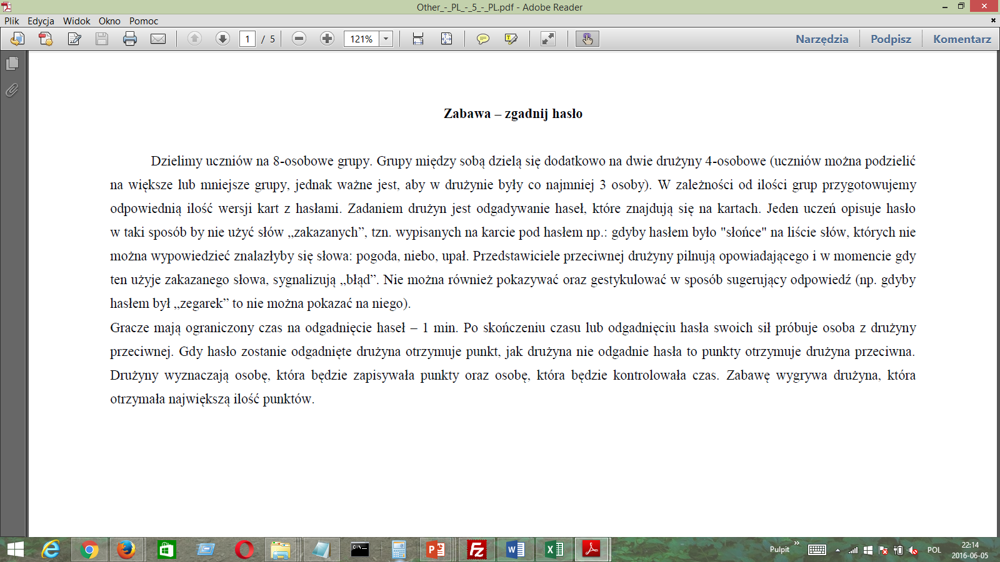 Other_-_PL_-_5_-_PL.pdf - Adobe Reader
Plik Edycja Widok Okno Pomoc
1 / 5 121% Narzędzia Podpisz Komentarz
Zabawa – zgadnij hasło
Dzielimy uczniów na 8-osobowe grupy. Grupy między sobą dzielą się dodatkowo na dwie drużyny 4-osobowe (uczniów można podzielić
na większe lub mniejsze grupy, jednak ważne jest, aby w drużynie były co najmniej 3 osoby). W zależności od ilości grup przygotowujemy
odpowiednią ilość wersji kart z hasłami. Zadaniem drużyn jest odgadywanie haseł, które znajdują się na kartach. Jeden uczeń opisuje hasło
w taki sposób by nie użyć słów „zakazanych”, tzn. wypisanych na karcie pod hasłem np.: gdyby hasłem było "słońce" na liście słów, których nie
można wypowiedzieć znalazłyby się słowa: pogoda, niebo, upał. Przedstawiciele przeciwnej drużyny pilnują opowiadającego i w momencie gdy
ten użyje zakazanego słowa, sygnalizują „błąd”. Nie można również pokazywać oraz gestykulować w sposób sugerujący odpowiedź (np. gdyby
hasłem był „zegarek” to nie można pokazać na niego).
Gracze mają ograniczony czas na odgadnięcie haseł – 1 min. Po skończeniu czasu lub odgadnięciu hasła swoich sił próbuje osoba z drużyny
przeciwnej. Gdy hasło zostanie odgadnięte drużyna otrzymuje punkt, jak drużyna nie odgadnie hasła to punkty otrzymuje drużyna przeciwna.
Drużyny wyznaczają osobę, która będzie zapisywała punkty oraz osobę, która będzie kontrolowała czas. Zabawę wygrywa drużyna, która
otrzymała największą ilość punktów.
Pulpit » POL 22:14
2016-06-05